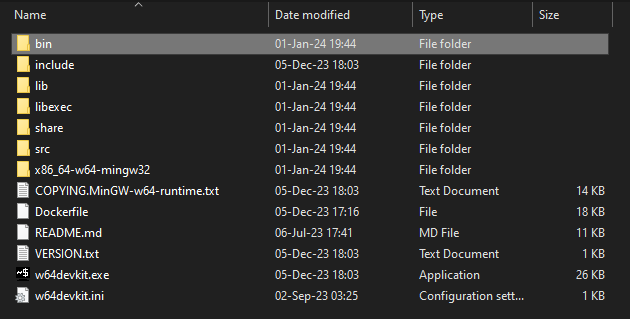 Name Date modified Type Size
bin 01-Jan-24 19:44 File folder
include 05-Dec-23 18:03 File folder
lib 01-Jan-24 19:44 File folder
libexec 01-Jan-24 19:44 File folder
share 01-Jan-24 19:44 File folder
src 01-Jan-24 19:44 File folder
x86_64-w64-mingw32 01-Jan-24 19:44 File folder
COPYING.MinGW-w64-runtime.txt 05-Dec-23 18:03 Text Document 14 KB
Dockerfile 05-Dec-23 17:16 File 18 KB
README.md 06-Jul-23 17:41 MD File 11 KB
VERSION.txt 05-Dec-23 18:03 Text Document 1 KB
~$ w64devkit.exe 05-Dec-23 18:03 Application 26 KB
w64devkit.ini 02-Sep-23 03:25 Configuration sett... 1 KB